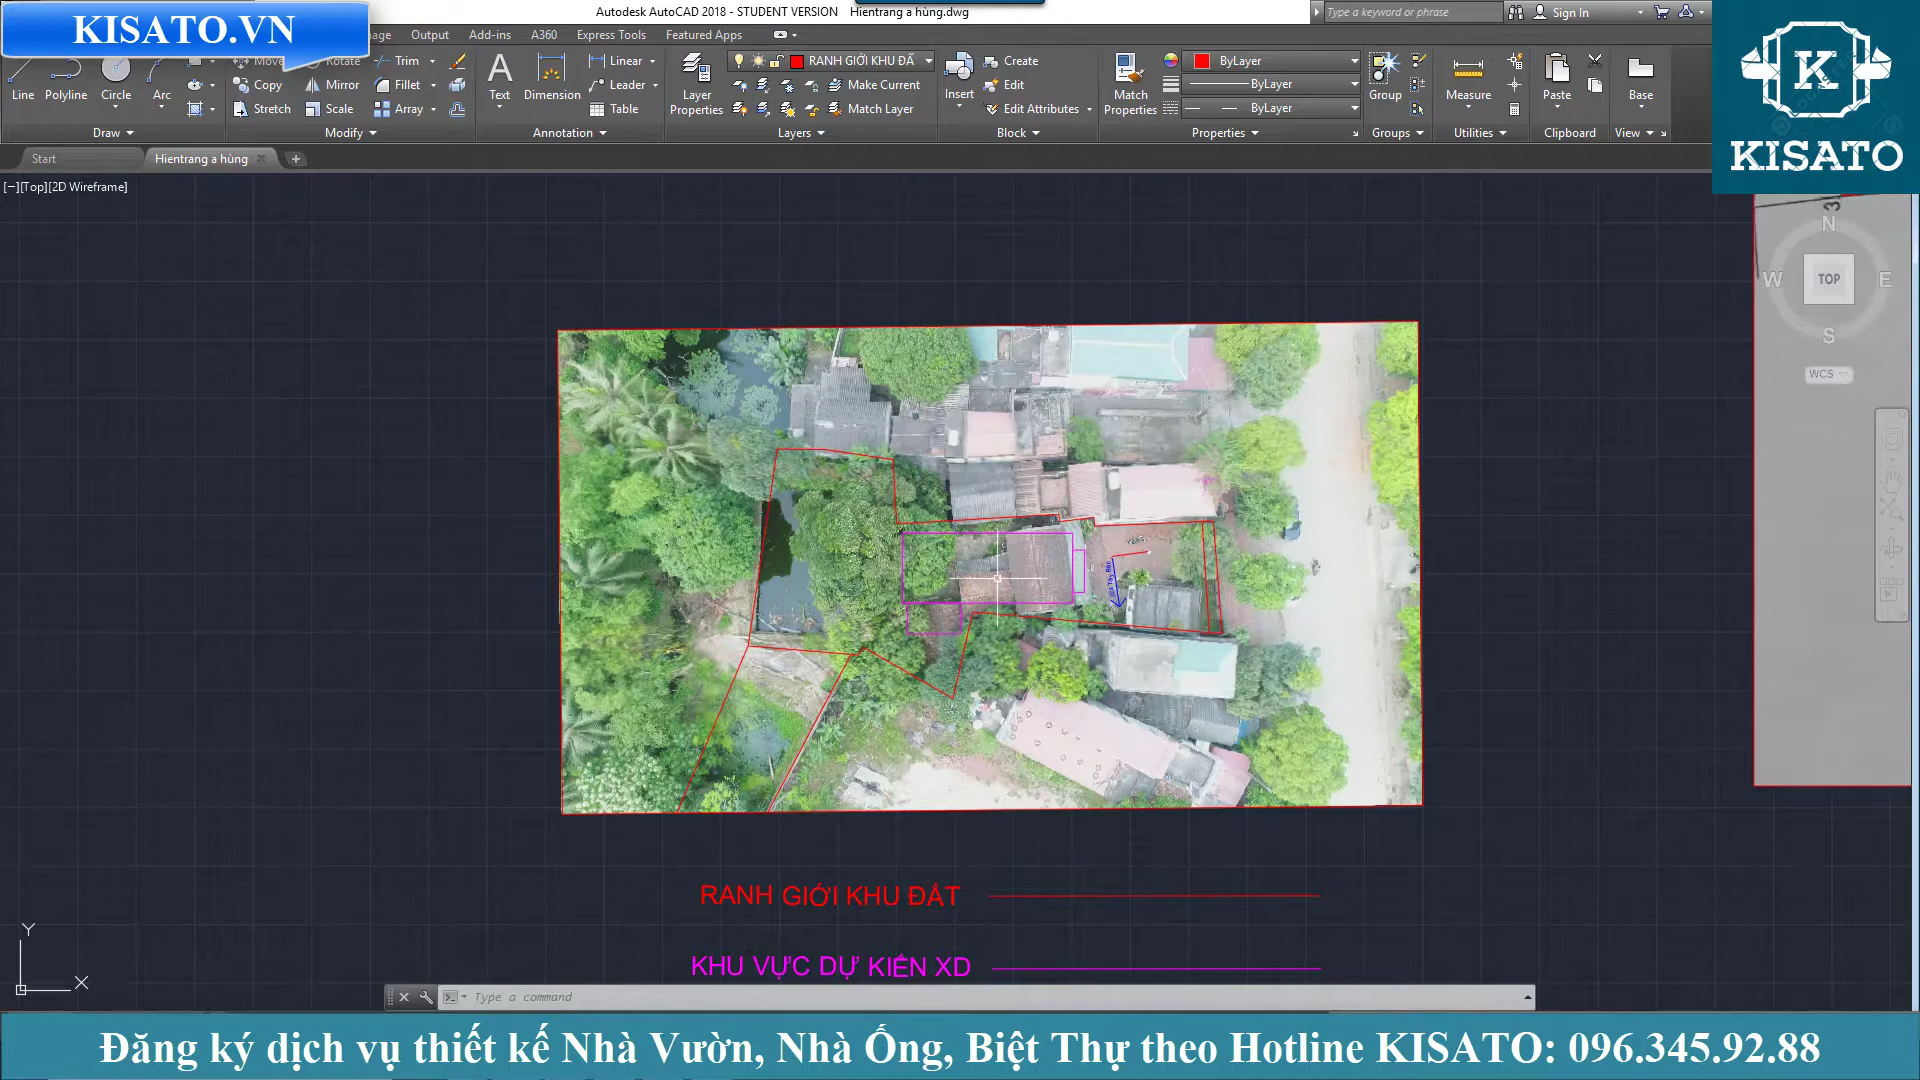 KISATO.VN
Autodesk AutoCAD 2018 - STUDENT VERSION Hientrang a hùng.dwg
Type a keyword or phrase
Sign In
Output Add-ins A360 Express Tools Featured Apps
Line Polyline Circle Arc
Move Copy Stretch
Rotate Mirror Scale
Trim Fillet Array
Text Dimension
Linear Leader Table
Layer Properties
RANH GIỚI KHU ĐẤ
Make Current
Match Layer
Insert
Create
Edit
Edit Attributes
Match Properties
ByLayer
ByLayer
ByLayer
Group Measure Paste Base
Draw Modify Annotation Layers Block Properties Groups Utilities Clipboard View
K
KISATO
Start Hientrang a hùng
[−][Top][2D Wireframe]
N
W TOP E
S
WCS
RANH GIỚI KHU ĐẤT
KHU VỰC DỰ KIẾN XD
Y
X
Type a command
Đăng ký dịch vụ thiết kế Nhà Vườn, Nhà Ống, Biệt Thự theo Hotline KISATO: 096.345.92.88